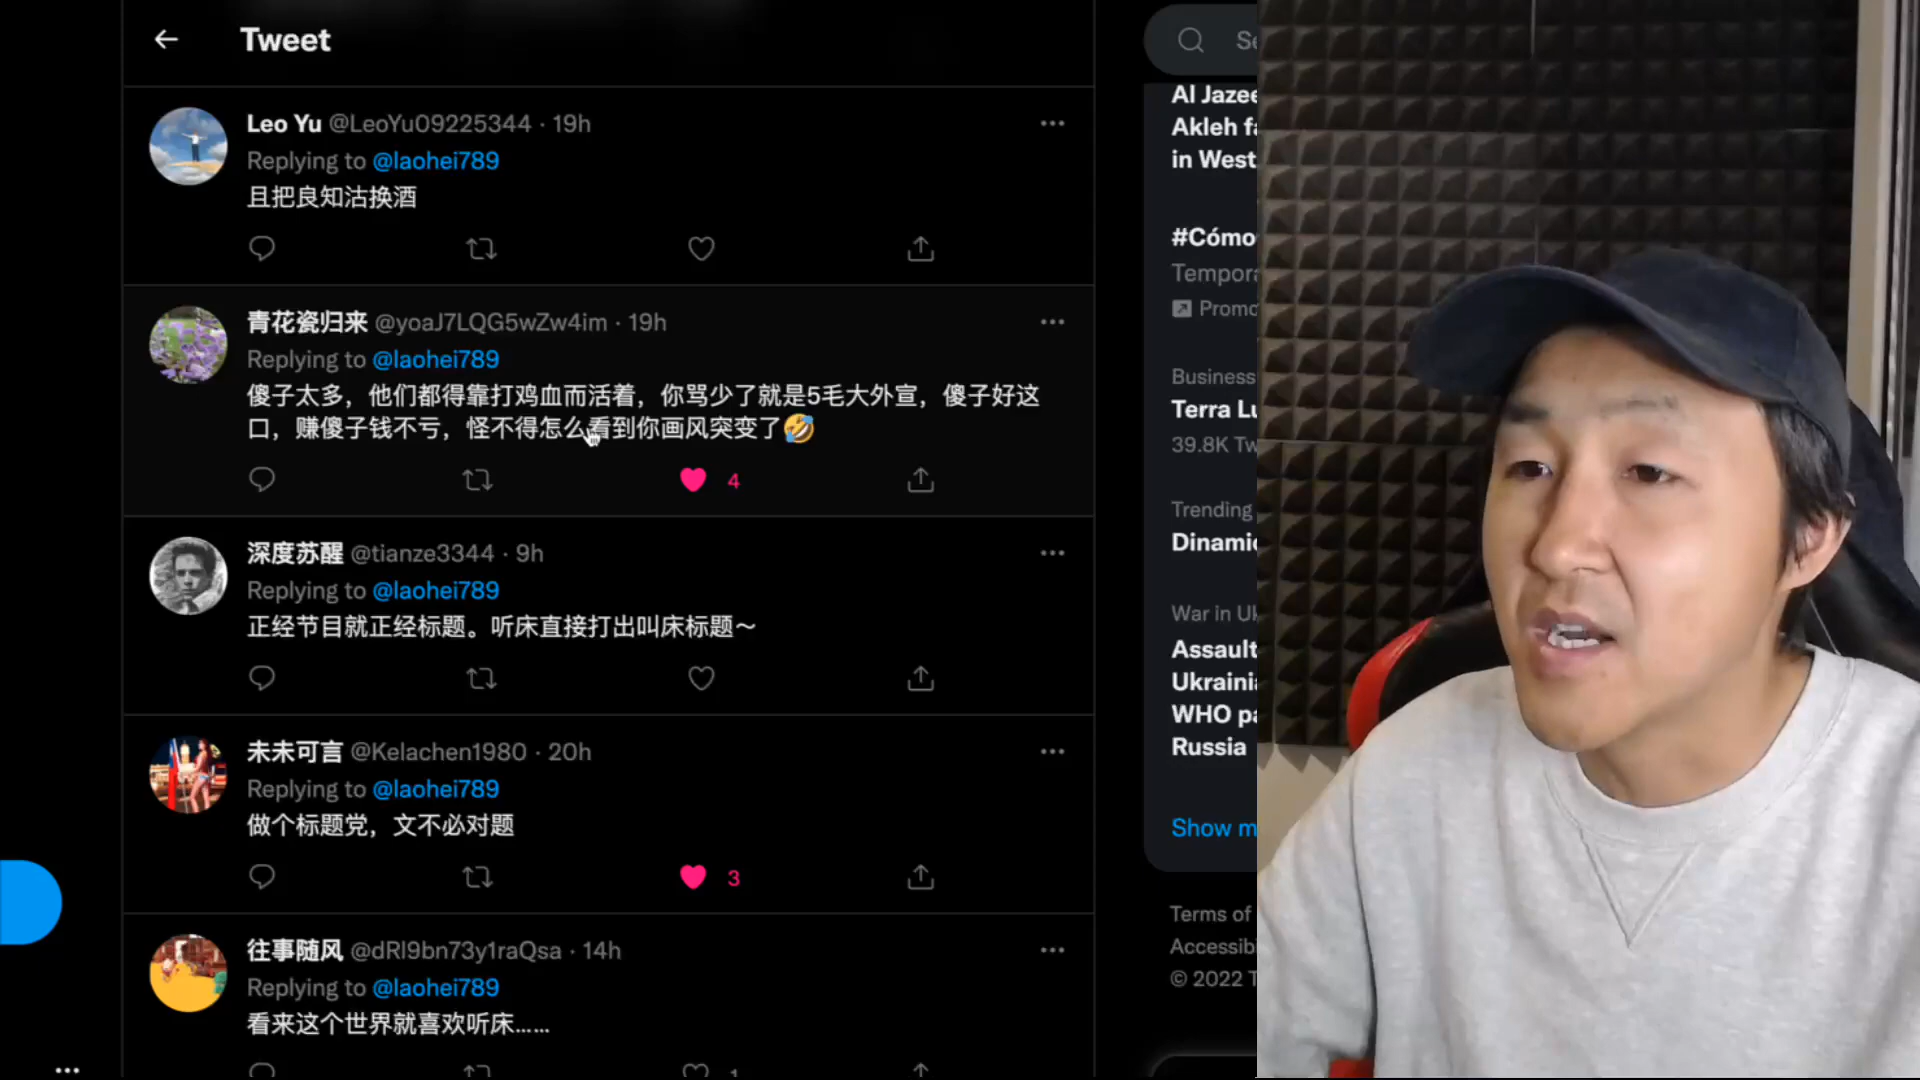 Tweet
Leo Yu @LeoYu09225344 · 19h
Replying to @laohei789
且把良知沽换酒
青花瓷归来 @yoaJ7LQG5wZw4im · 19h
Replying to @laohei789
傻子太多，他们都得靠打鸡血而活着，你骂少了就是5毛大外宣，傻子好这
口，赚傻子钱不亏，怪不得怎么看到你画风突变了🤣
4
深度苏醒 @tianze3344 · 9h
Replying to @laohei789
正经节目就正经标题。听床直接打出叫床标题～
未未可言 @Kelachen1980 · 20h
Replying to @laohei789
做个标题党，文不必对题
3
往事随风 @dRl9bn73y1raQsa · 14h
Replying to @laohei789
看来这个世界就喜欢听床......
1
Al Jazee
Akleh fa
in West
#Cómo
Tempora
Promo
Business
Terra Lu
39.8K Tw
Trending
Dinami
War in Uk
Assault
Ukraini
WHO pa
Russia
Show m
Terms of
Accessibi
© 2022 T